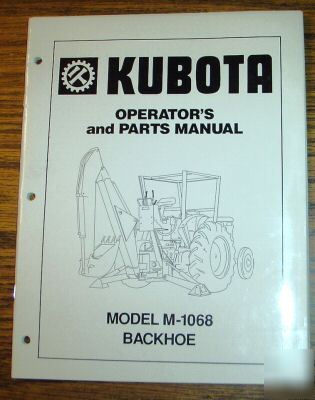 KUBOTA
OPERATOR'S
and PARTS MANUAL
MODEL M-1068
BACKHOE